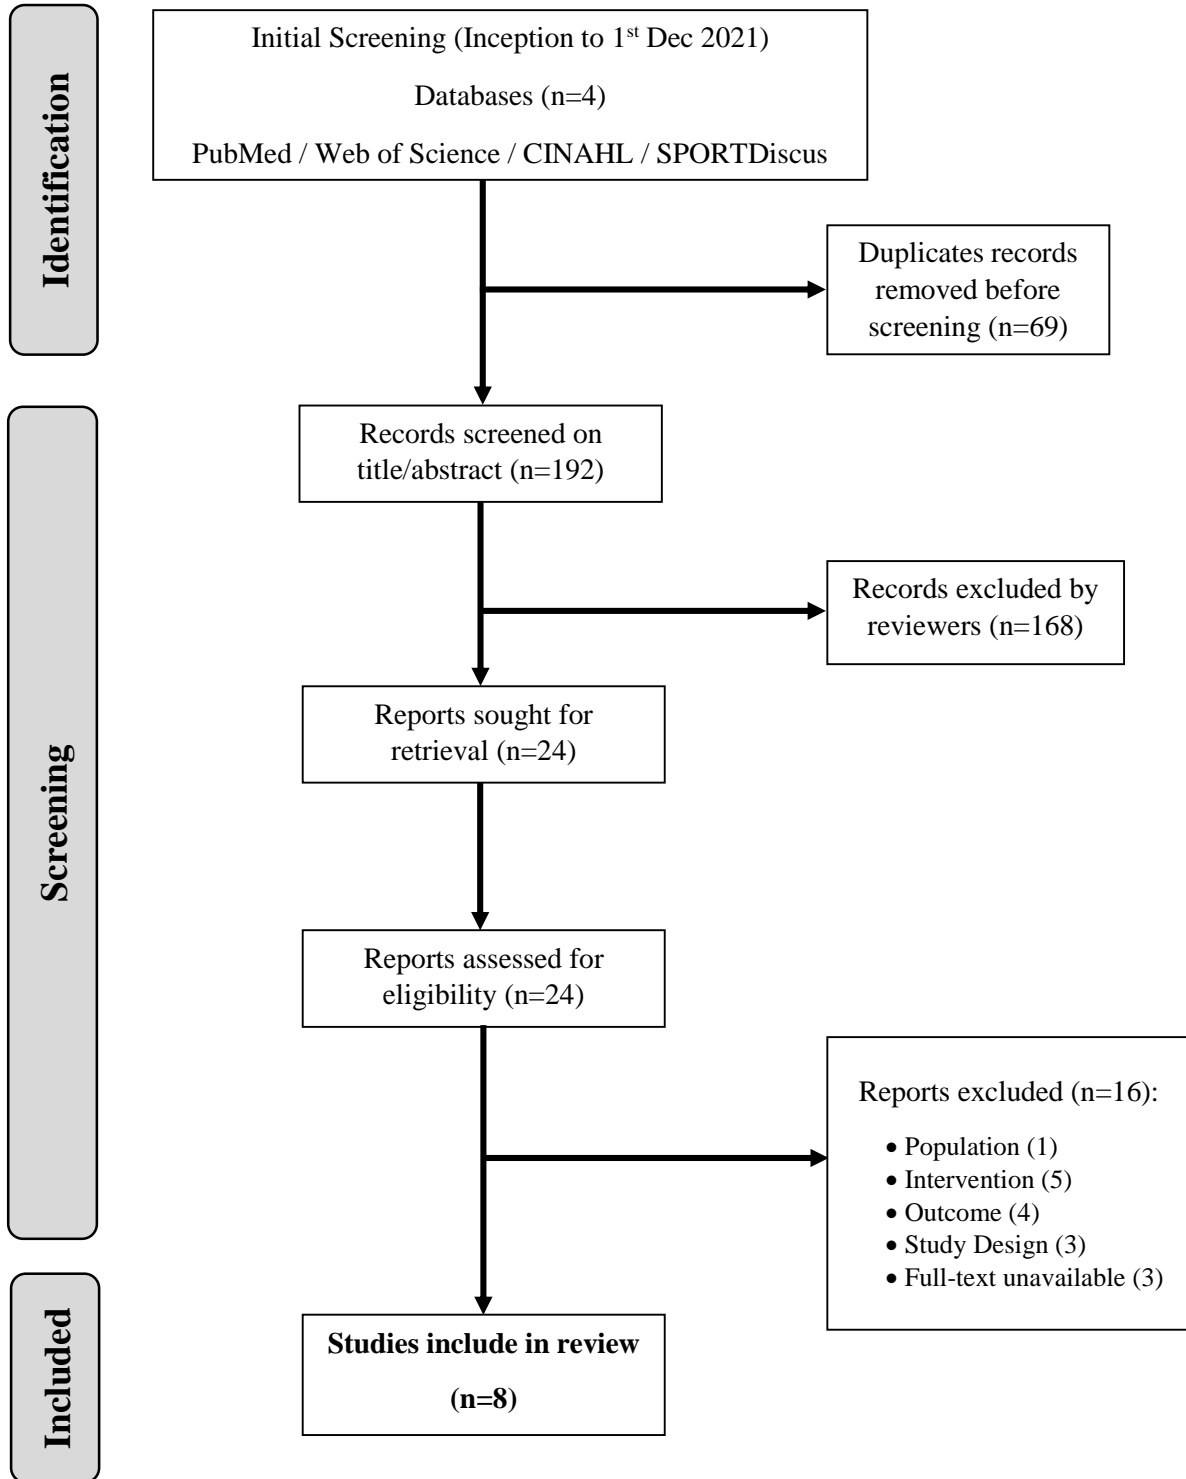 Identification
Initial Screening (Inception to 1st Dec 2021)
Databases (n=4)
PubMed / Web of Science / CINAHL / SPORTDiscus
Duplicates records
removed before
screening (n=69)
Screening
Records screened on
title/abstract (n=192)
Records excluded by
reviewers (n=168)
Reports sought for
retrieval (n=24)
Reports assessed for
eligibility (n=24)
Reports excluded (n=16):
• Population (1)
• Intervention (5)
• Outcome (4)
• Study Design (3)
• Full-text unavailable (3)
Included
Studies include in review
(n=8)